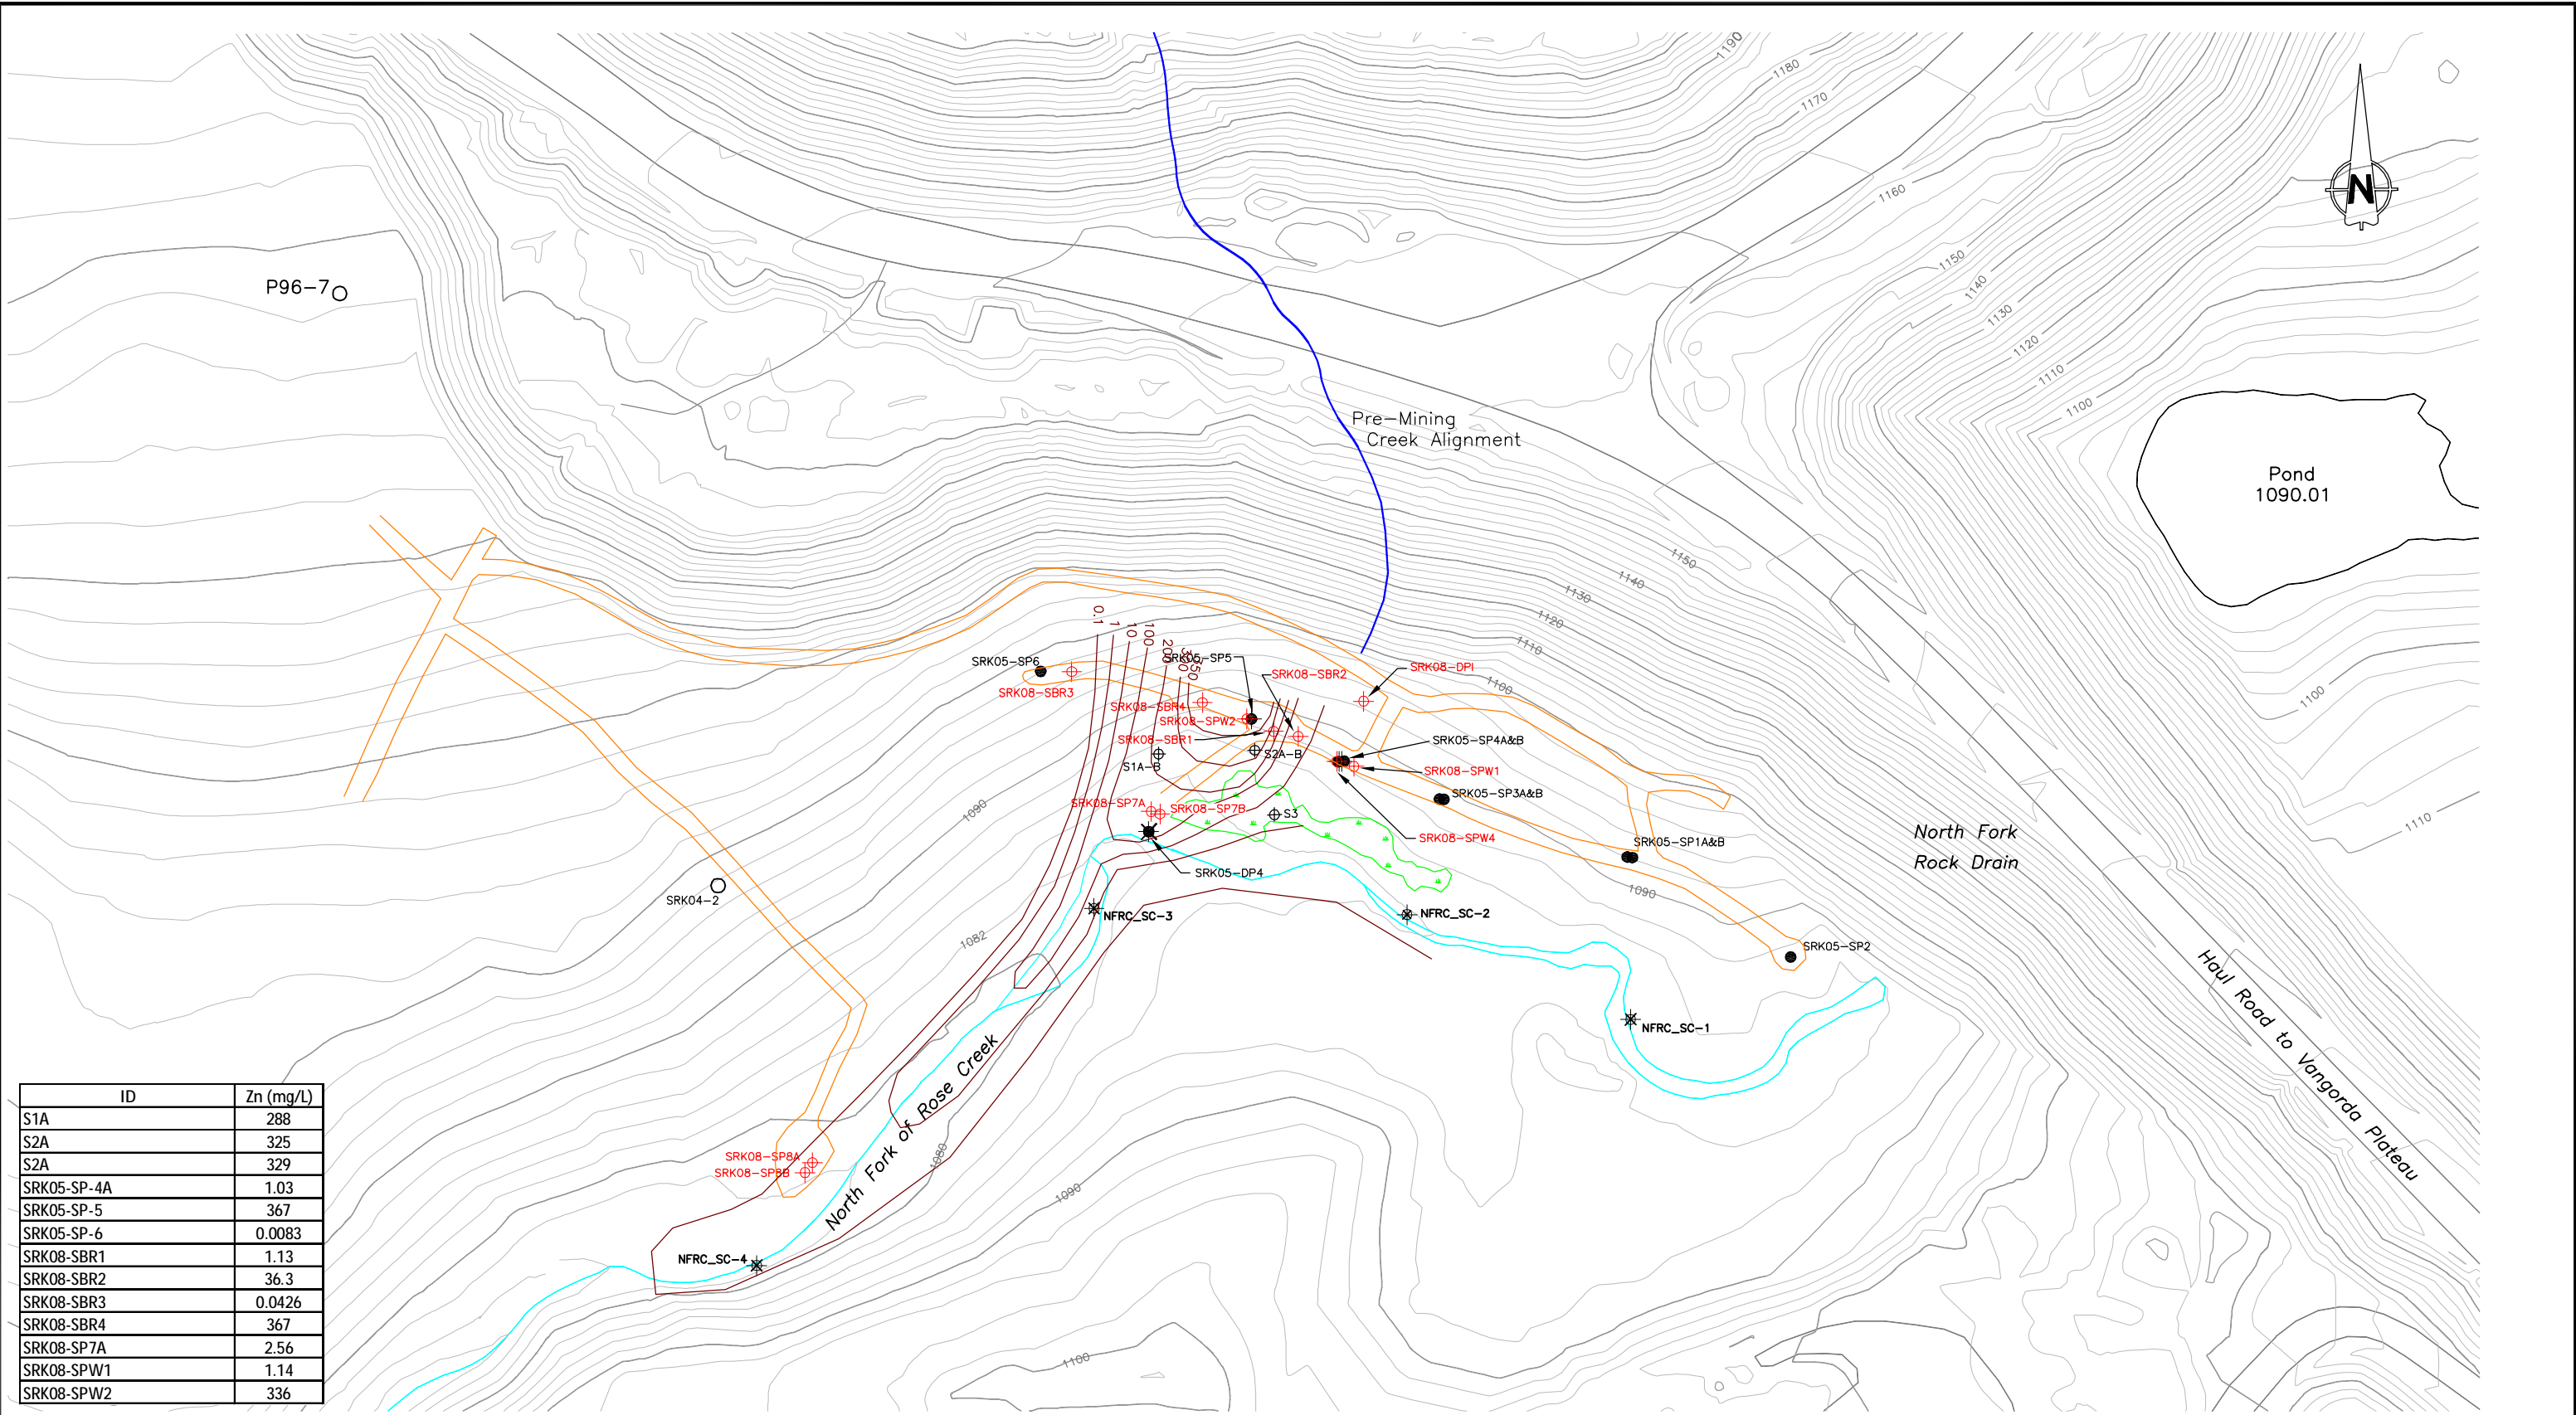 1190
1180
1170
N
1160
P96-7
1150
1140
1130
1120
1110
1100
Pre-Mining
Creek Alignment
Pond
1090.01
1150
1140
1130
1120
1110
1100
1100
1110
0.1
1
10
100
200
300
350
SRK05-SP6
SRK05-SP5
SRK08-DPI
SRK08-SBR2
SRK08-SBR3
SRK08-SBR4
SRK08-SPW2
SRK08-SBR1
SRK05-SP4A&B
S2A-B
S1A-B
SRK08-SPW1
SRK05-SP3A&B
SRK08-SP7A
SRK08-SP7B
S3
1090
SRK08-SPW4
North Fork
Rock Drain
SRK05-SP1A&B
SRK05-DP4
1090
SRK04-2
NFRC_SC-3
NFRC_SC-2
1082
SRK05-SP2
Haul Road to Vangorda Plateau
NFRC_SC-1
North Fork of Rose Creek
1080
SRK08-SP8A
SRK08-SP8B
1090
NFRC_SC-4
1100
ID Zn (mg/L)
S1A 288
S2A 325
S2A 329
SRK05-SP-4A 1.03
SRK05-SP-5 367
SRK05-SP-6 0.0083
SRK08-SBR1 1.13
SRK08-SBR2 36.3
SRK08-SBR3 0.0426
SRK08-SBR4 367
SRK08-SP7A 2.56
SRK08-SPW1 1.14
SRK08-SPW2 336